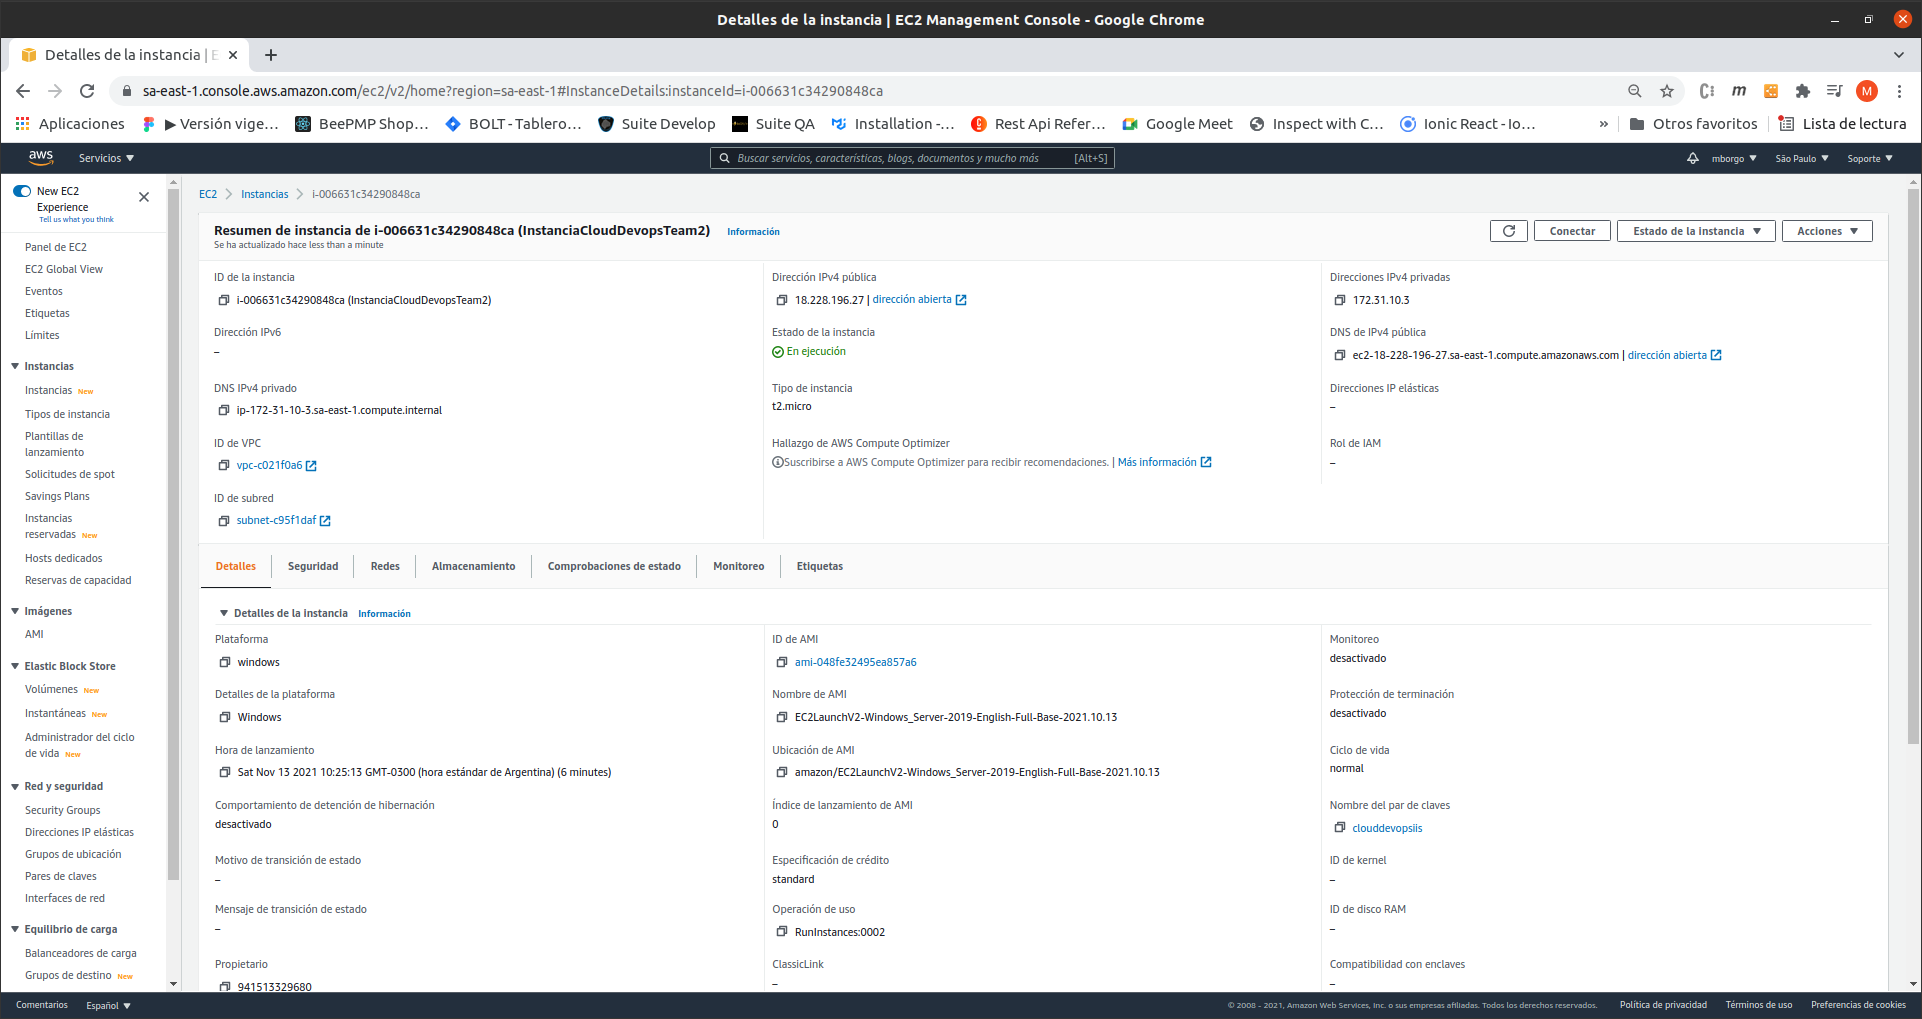 Detalles de la instancia | EC2 Management Console - Google Chrome
Detalles de la instancia | E
sa-east-1.console.aws.amazon.com/ec2/v2/home?region=sa-east-1#InstanceDetails:instanceId=i-006631c34290848ca
M
Aplicaciones
▶ Versión vige...
BeePMP Shop...
BOLT - Tablero...
Suite Develop
Suite QA
Installation -...
Rest Api Refer...
Google Meet
Inspect with C...
Ionic React - Io...
»
Otros favoritos
Lista de lectura
aws
Servicios
Buscar servicios, características, blogs, documentos y mucho más [Alt+S]
mborgo
São Paulo
Soporte
New EC2
Experience
Tell us what you think
Panel de EC2
EC2 Global View
Eventos
Etiquetas
Límites
Instancias
Instancias New
Tipos de instancia
Plantillas de
lanzamiento
Solicitudes de spot
Savings Plans
Instancias
reservadas New
Hosts dedicados
Reservas de capacidad
Imágenes
AMI
Elastic Block Store
Volúmenes New
Instantáneas New
Administrador del ciclo
de vida New
Red y seguridad
Security Groups
Direcciones IP elásticas
Grupos de ubicación
Pares de claves
Interfaces de red
Equilibrio de carga
Balanceadores de carga
Grupos de destino New
EC2 > Instancias > i-006631c34290848ca
Resumen de instancia de i-006631c34290848ca (InstanciaCloudDevopsTeam2) Información
Se ha actualizado hace less than a minute
Conectar
Estado de la instancia
Acciones
ID de la instancia
i-006631c34290848ca (InstanciaCloudDevopsTeam2)
Dirección IPv4 pública
18.228.196.27 | dirección abierta
Direcciones IPv4 privadas
172.31.10.3
Dirección IPv6
–
Estado de la instancia
En ejecución
DNS de IPv4 pública
ec2-18-228-196-27.sa-east-1.compute.amazonaws.com | dirección abierta
DNS IPv4 privado
ip-172-31-10-3.sa-east-1.compute.internal
Tipo de instancia
t2.micro
Direcciones IP elásticas
–
ID de VPC
vpc-c021f0a6
Hallazgo de AWS Compute Optimizer
Suscribirse a AWS Compute Optimizer para recibir recomendaciones. | Más información
Rol de IAM
–
ID de subred
subnet-c95f1daf
Detalles
Seguridad
Redes
Almacenamiento
Comprobaciones de estado
Monitoreo
Etiquetas
Detalles de la instancia Información
Plataforma
windows
ID de AMI
ami-048fe32495ea857a6
Monitoreo
desactivado
Detalles de la plataforma
Windows
Nombre de AMI
EC2LaunchV2-Windows_Server-2019-English-Full-Base-2021.10.13
Protección de terminación
desactivado
Hora de lanzamiento
Sat Nov 13 2021 10:25:13 GMT-0300 (hora estándar de Argentina) (6 minutes)
Ubicación de AMI
amazon/EC2LaunchV2-Windows_Server-2019-English-Full-Base-2021.10.13
Ciclo de vida
normal
Comportamiento de detención de hibernación
desactivado
Índice de lanzamiento de AMI
0
Nombre del par de claves
clouddevopsiis
Motivo de transición de estado
–
Especificación de crédito
standard
ID de kernel
–
Mensaje de transición de estado
–
Operación de uso
RunInstances:0002
ID de disco RAM
–
Propietario
941513329680
ClassicLink
–
Compatibilidad con enclaves
–
Comentarios
Español
© 2008 - 2021, Amazon Web Services, Inc. o sus empresas afiliadas. Todos los derechos reservados.
Política de privacidad
Términos de uso
Preferencias de cookies